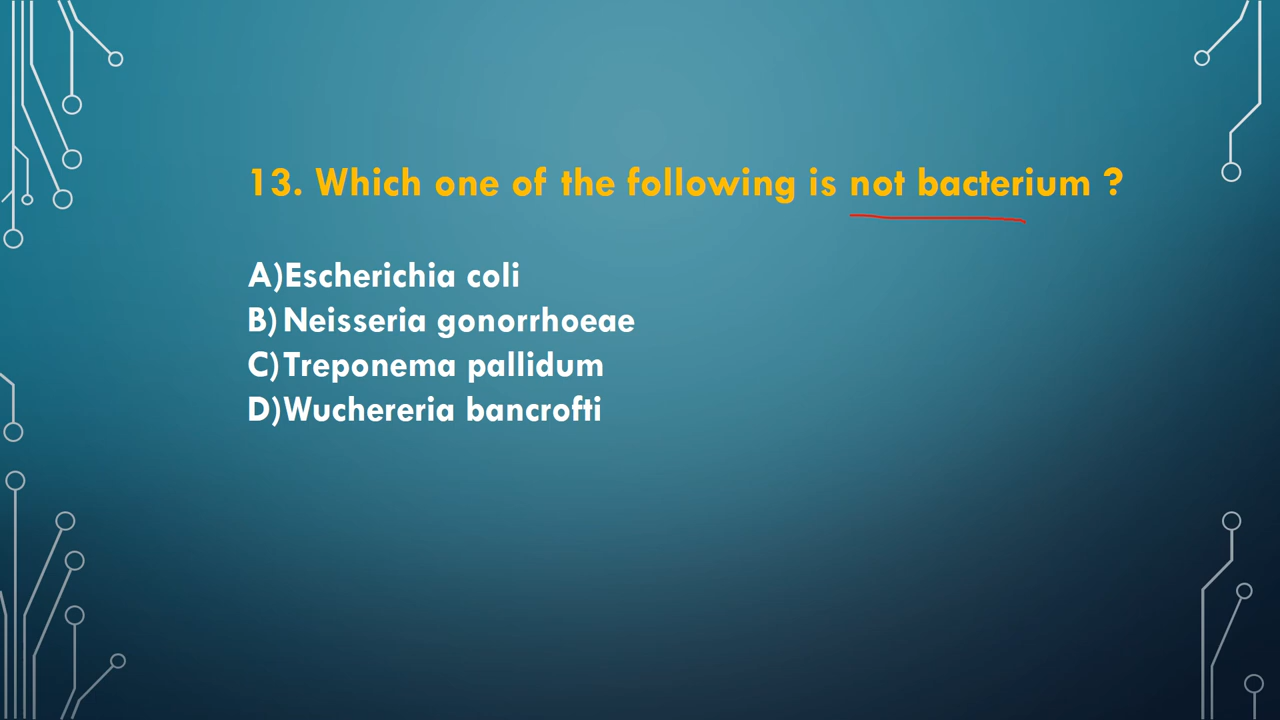 13. Which one of the following is not bacterium ?
A)Escherichia coli
B)Neisseria gonorrhoeae
C)Treponema pallidum
D)Wuchereria bancrofti